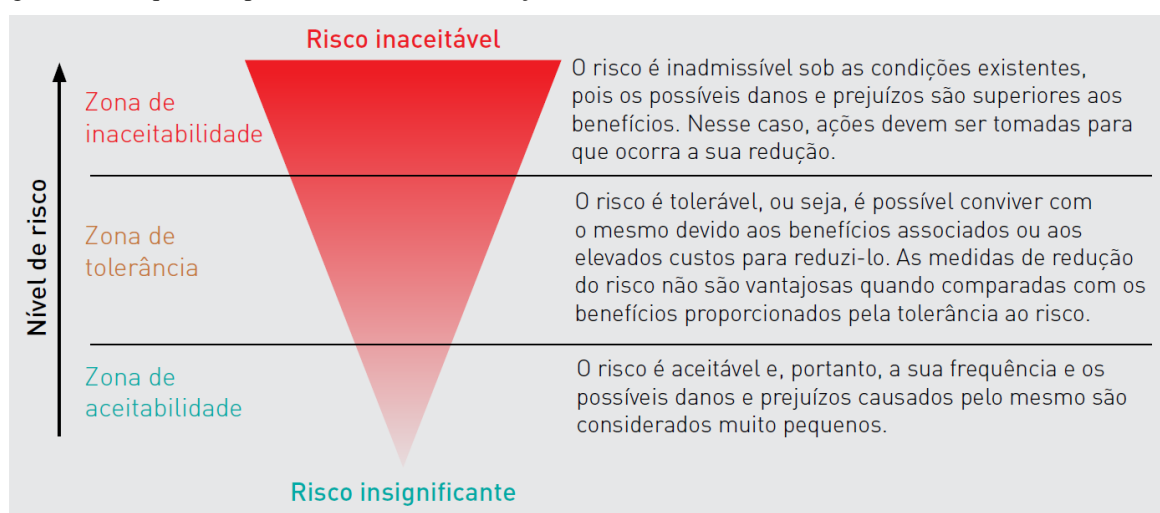 Risco inaceitável
Nível de risco
Zona de
inaceitabilidade
O risco é inadmissível sob as condições existentes,
pois os possíveis danos e prejuízos são superiores aos
benefícios. Nesse caso, ações devem ser tomadas para
que ocorra a sua redução.
Zona de
tolerância
O risco é tolerável, ou seja, é possível conviver com
o mesmo devido aos benefícios associados ou aos
elevados custos para reduzi-lo. As medidas de redução
do risco não são vantajosas quando comparadas com os
benefícios proporcionados pela tolerância ao risco.
Zona de
aceitabilidade
O risco é aceitável e, portanto, a sua frequência e os
possíveis danos e prejuízos causados pelo mesmo são
considerados muito pequenos.
Risco insignificante